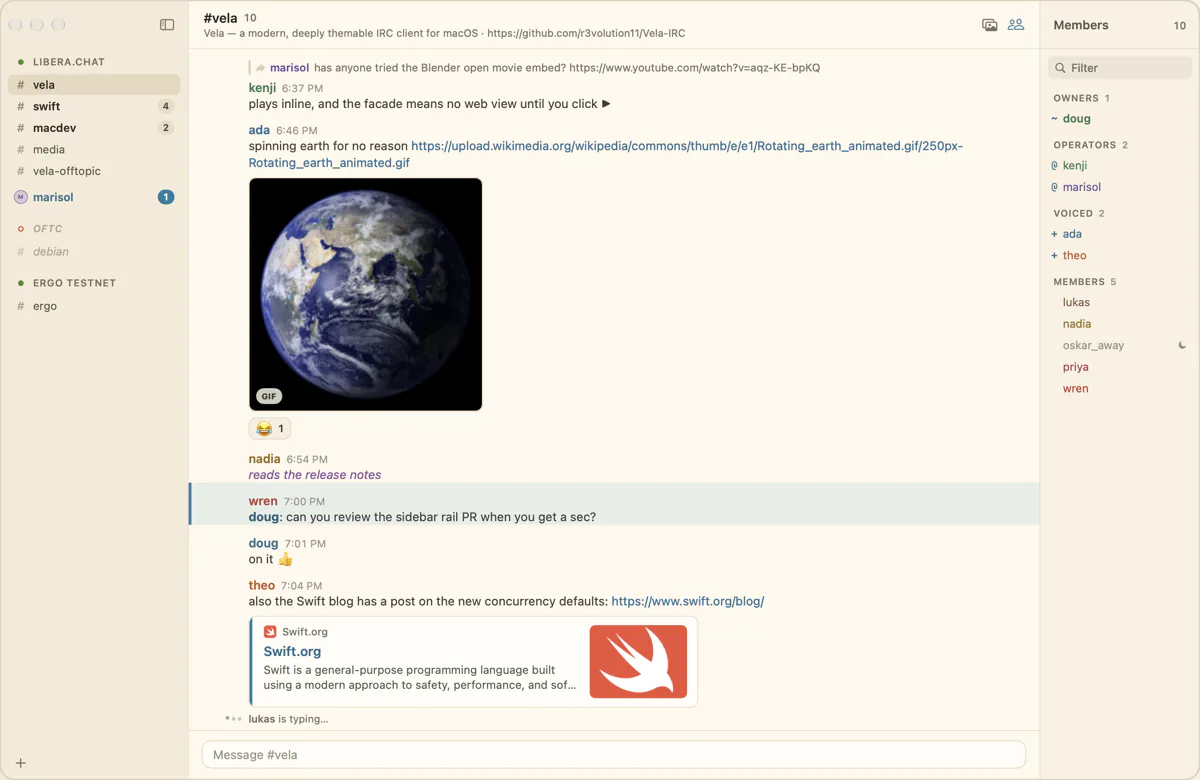 LIBERA.CHAT
# vela
# swift 4
# macdev 2
# media
# vela-offtopic
M marisol 1
OFTC
# debian
ERGO TESTNET
# ergo
+
#vela 10
Vela — a modern, deeply themable IRC client for macOS · https://github.com/r3volution11/Vela-IRC
marisol has anyone tried the Blender open movie embed? https://www.youtube.com/watch?v=aqz-KE-bpKQ
kenji 6:37 PM
plays inline, and the facade means no web view until you click ▶
ada 6:46 PM
spinning earth for no reason https://upload.wikimedia.org/wikipedia/commons/thumb/e/e1/Rotating_earth_animated.gif/250px-
Rotating_earth_animated.gif
GIF
😂 1
nadia 6:54 PM
reads the release notes
wren 7:00 PM
doug: can you review the sidebar rail PR when you get a sec?
doug 7:01 PM
on it 👍
theo 7:04 PM
also the Swift blog has a post on the new concurrency defaults: https://www.swift.org/blog/
Swift.org
Swift.org
Swift is a general-purpose programming language built
using a modern approach to safety, performance, and sof…
lukas is typing…
Message #vela
Members 10
Filter
OWNERS 1
~ doug
OPERATORS 2
@ kenji
@ marisol
VOICED 2
+ ada
+ theo
MEMBERS 5
lukas
nadia
oskar_away
priya
wren